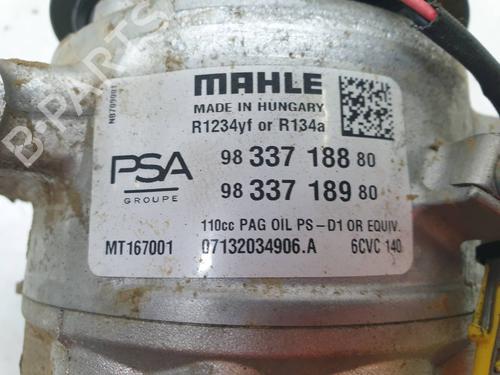 MAHLE
MADE IN HUNGARY
R1234yf or R134a
PSA
GROUPE
98 337 188 80
98 337 189 80
110cc PAG OIL PS-D1 OR EQUIV.
MT167001 07132034906.A 6CVC 140
B-PARTS